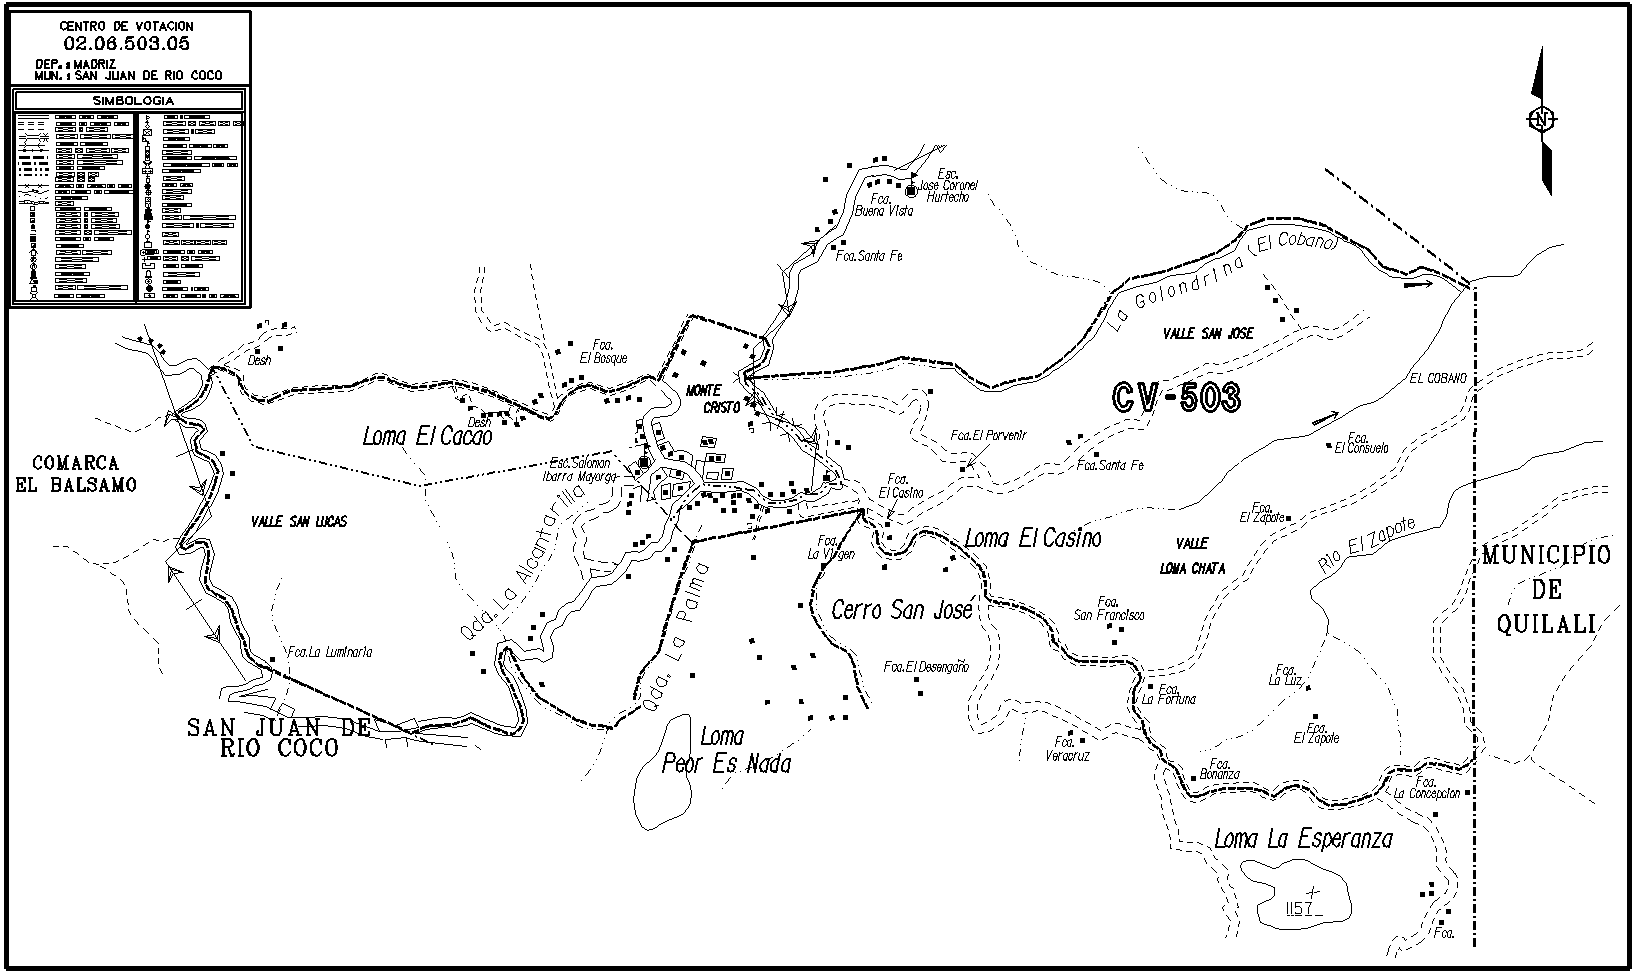 CENTRO DE VOTACION
02.06.503.05
DEP.: MADRIZ
MUN.: SAN JUAN DE RIO COCO
SIMBOLOGIA
N
Esc.
Jose Coronel
Hurtecho
Fca.
Buena Vista
Fca.Santa Fe
La Golondrina (El Cobano)
VALLE SAN JOSE
Desh
Fca.
El Bosque
MONTE
CRISTO
EL COBANO
CV-503
Desh
Loma El Cacao
Fca.El Porvenir
Fca.
El Consuelo
COMARCA
EL BALSAMO
Esc.Salomon
Ibarra Mayorga
Fca.Santa Fe
Fca.
El Casino
VALLE SAN LUCAS
Fca.
El Zapote
Rio El Zapote
Loma El Casino
Fca.
La Virgen
VALLE
LOMA CHATA
MUNICIPIO
DE
QUILALI
Qda. La Alcantarilla
Qda. La Palma
Cerro San José
Fca.
San Francisco
Fca.La Luminaria
Fca.El Desengaño
Fca.
La Luz
Fca.
La Fortuna
SAN JUAN DE
RIO COCO
Loma
Peor Es Nada
Fca.
Veracruz
Fca.
El Zapote
Fca.
Bonanza
Fca.
La Concepcion
Loma La Esperanza
1157
Fca.